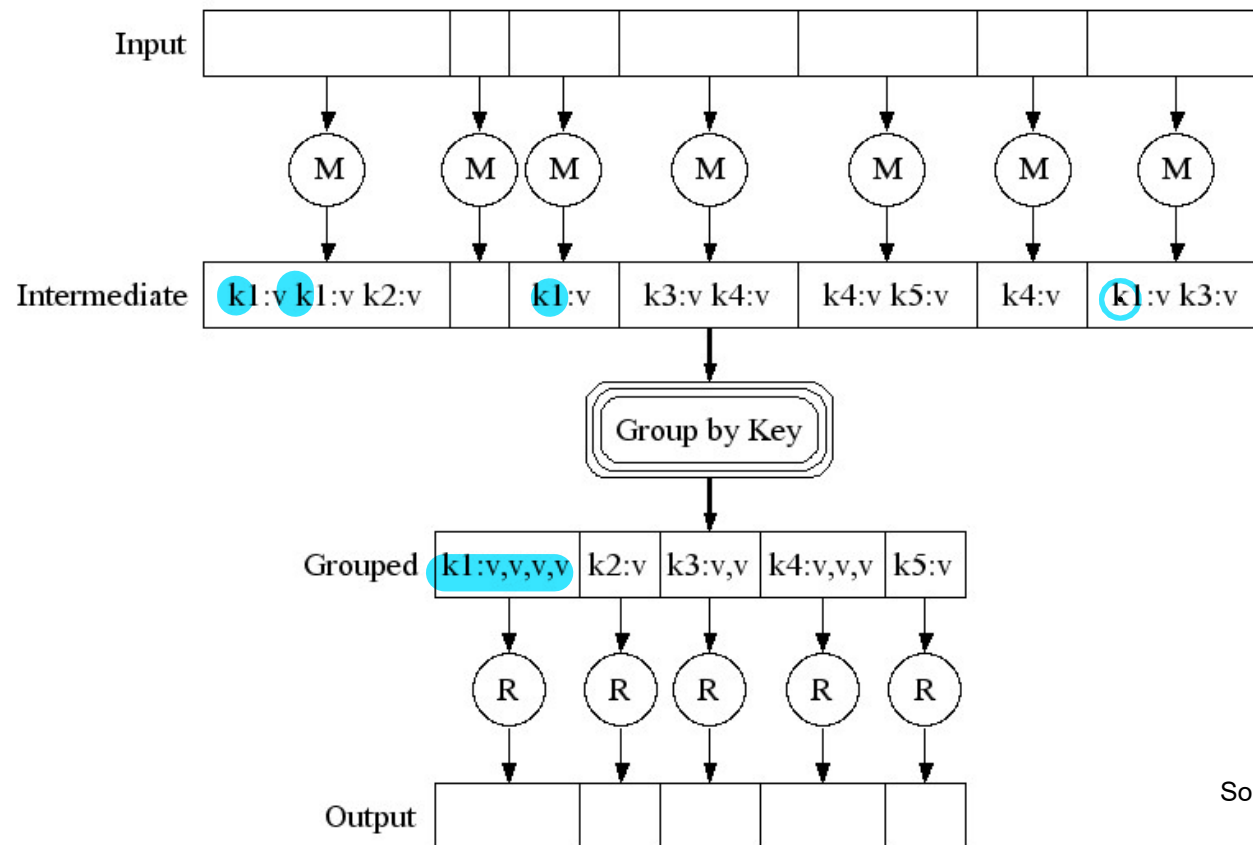 Input
M M M M M M M
Intermediate k1:v k1:v k2:v k1:v k3:v k4:v k4:v k5:v k4:v k1:v k3:v
Group by Key
Grouped k1:v,v,v,v k2:v k3:v,v k4:v,v,v k5:v
R R R R R
So
Output